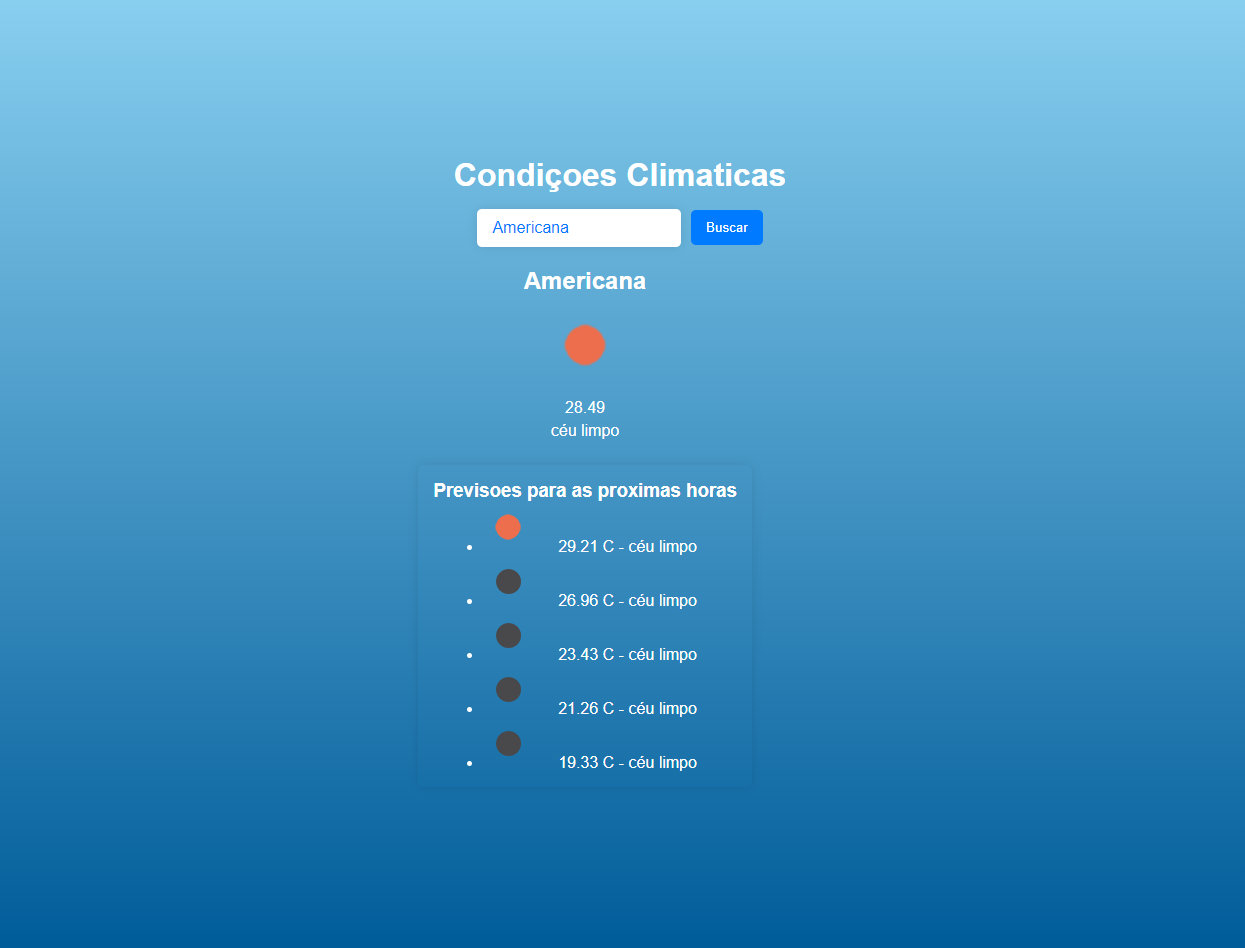 Condiçoes Climaticas
Americana
Buscar
Americana
28.49
céu limpo
Previsoes para as proximas horas
29.21 C - céu limpo
26.96 C - céu limpo
23.43 C - céu limpo
21.26 C - céu limpo
19.33 C - céu limpo